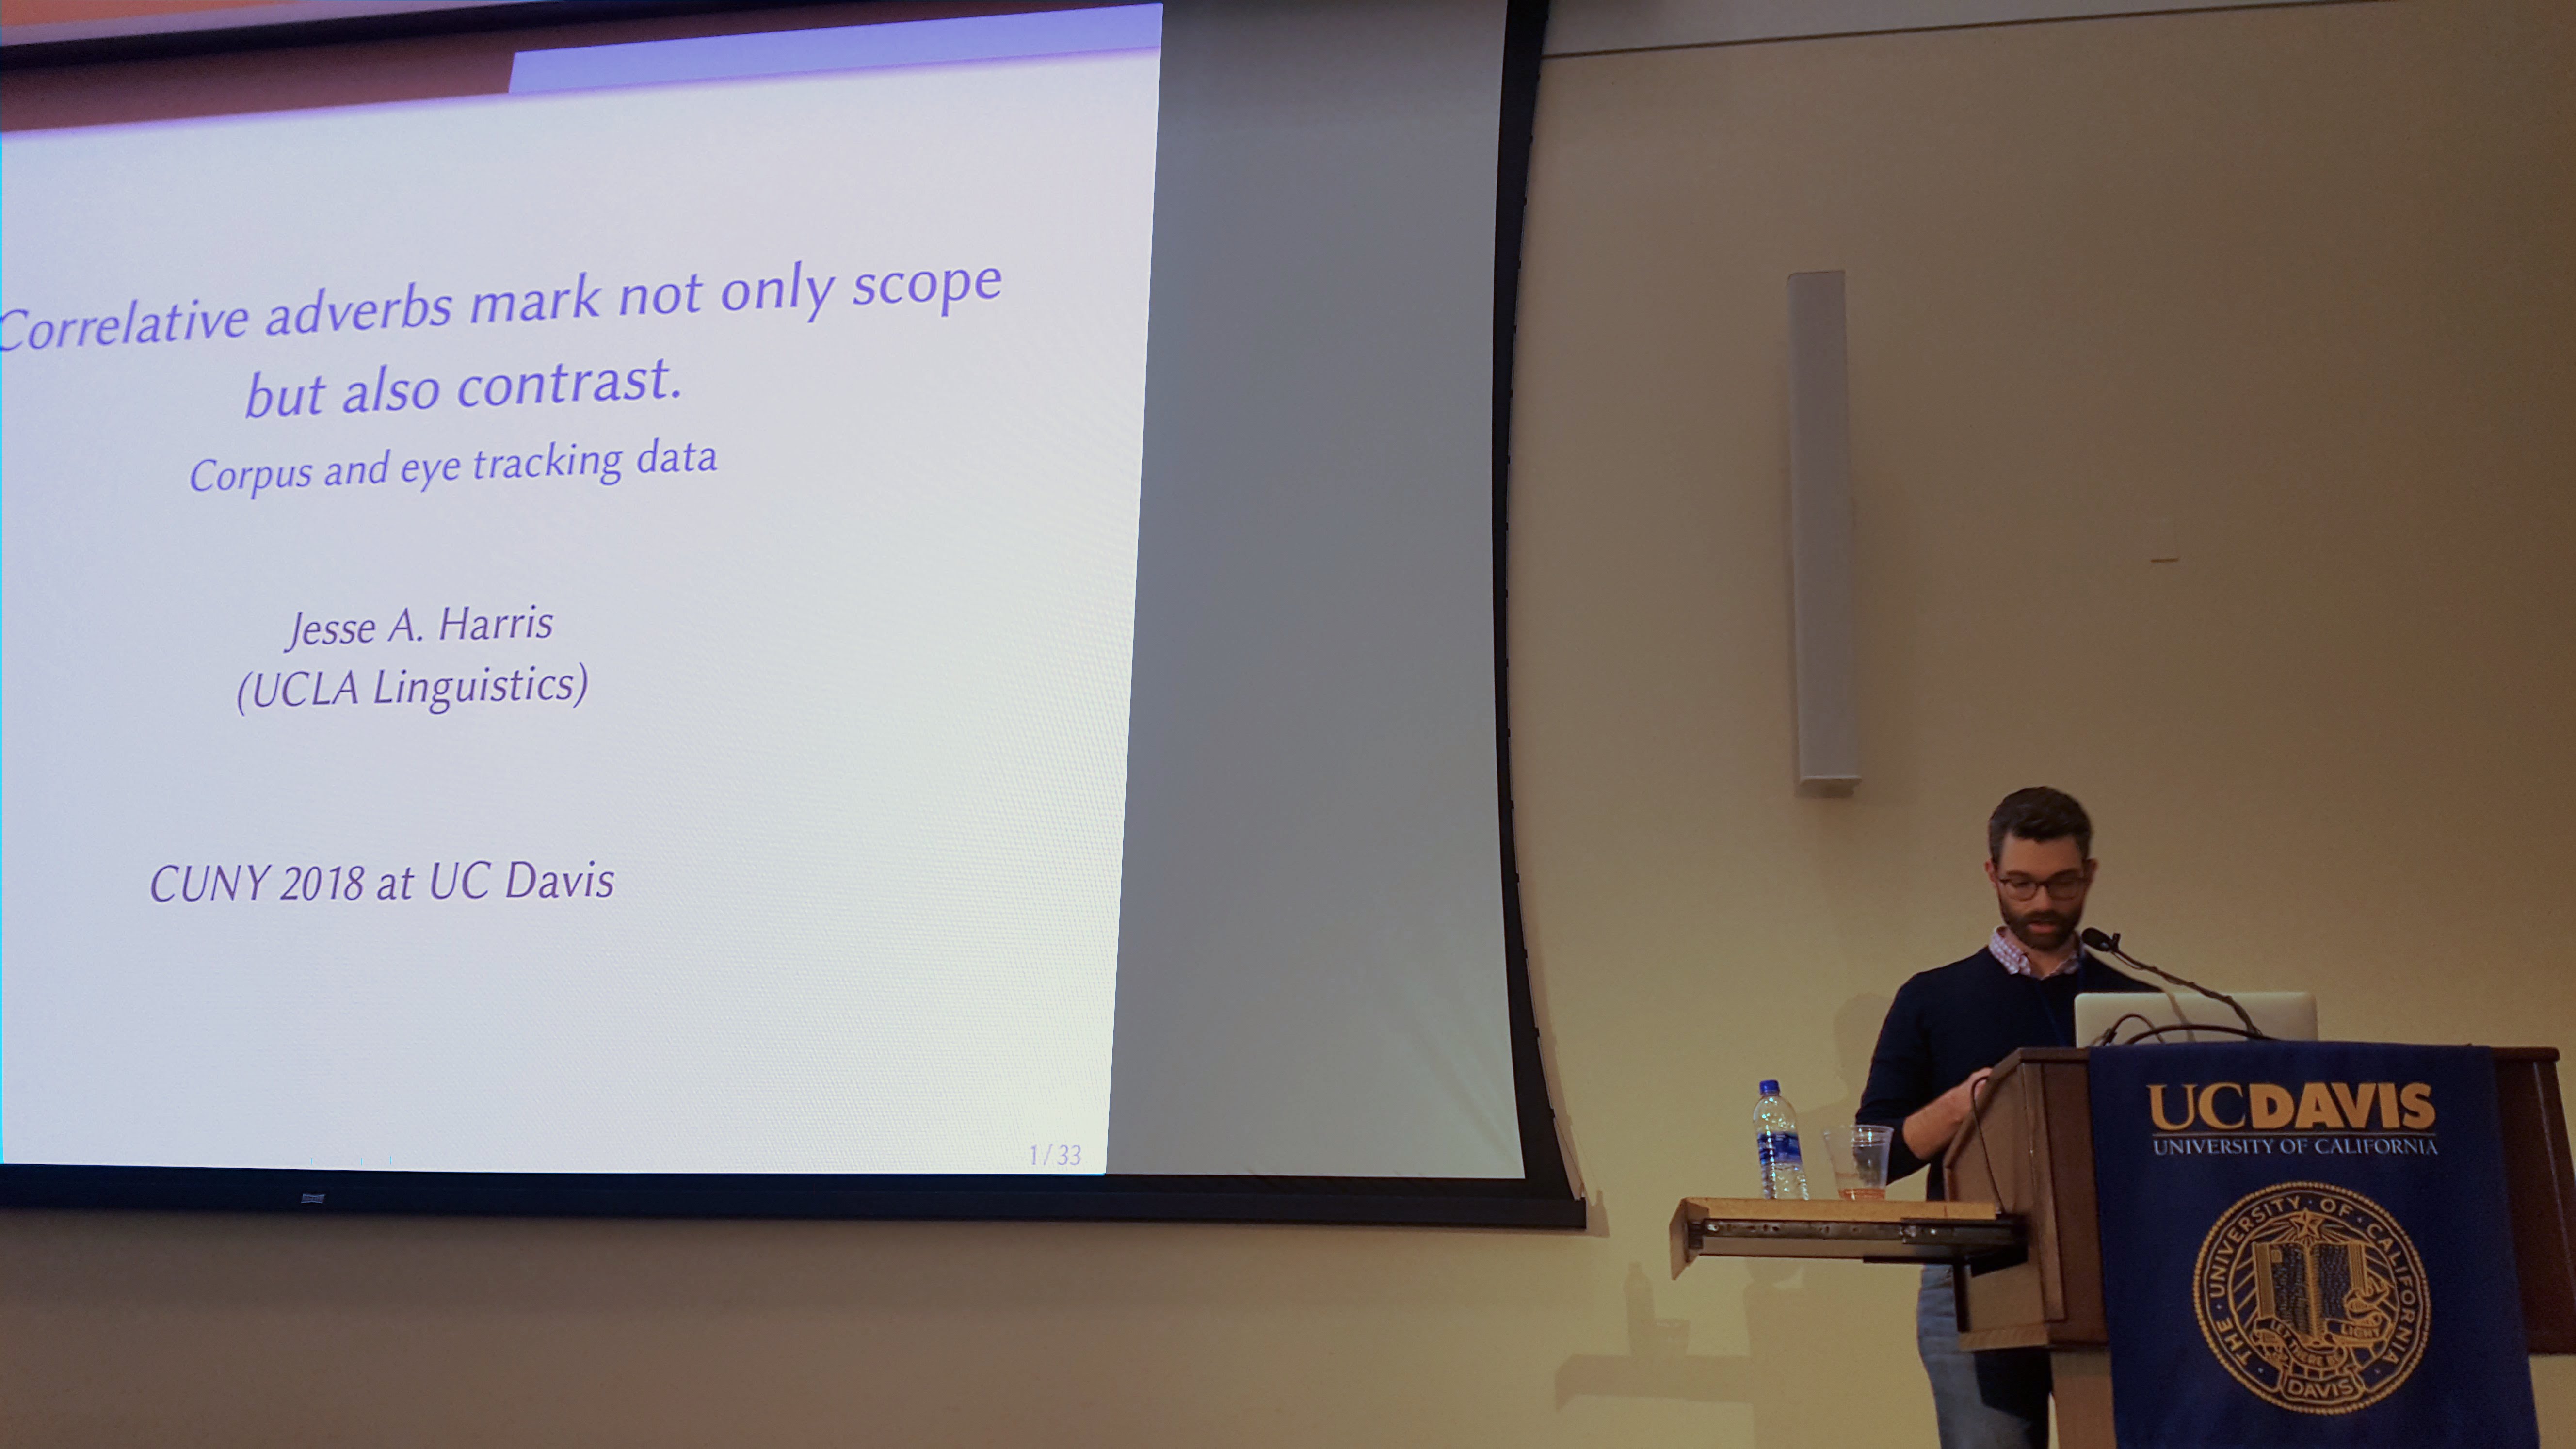 Correlative adverbs mark not only scope
but also contrast.
Corpus and eye tracking data
Jesse A. Harris
(UCLA Linguistics)
CUNY 2018 at UC Davis
1 / 33
UCDAVIS
UNIVERSITY OF CALIFORNIA
THE · UNIVERSITY · OF · CALIFORNIA
LET THERE BE LIGHT
DAVIS